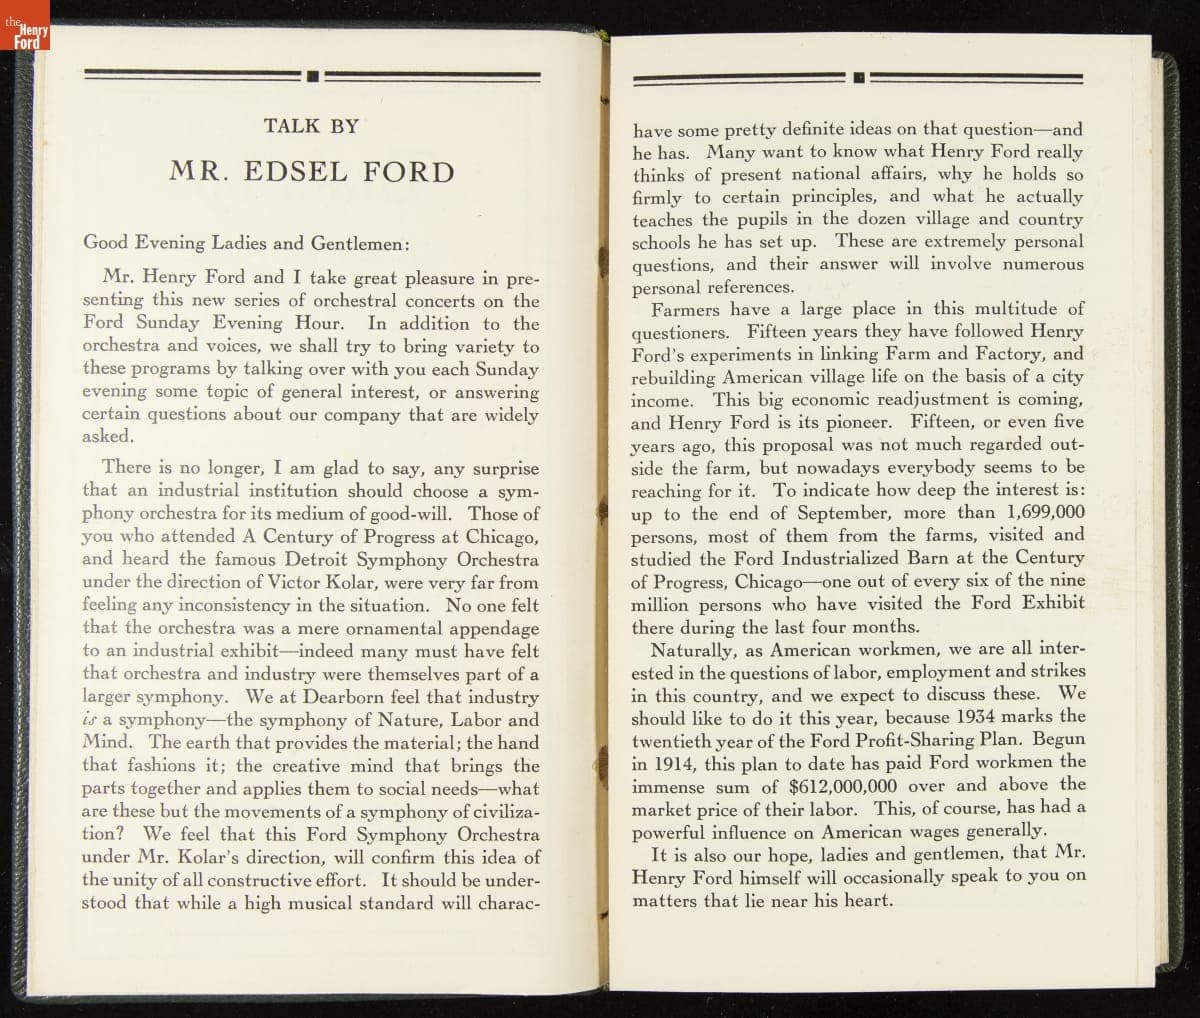 the
Henry
Ford
TALK BY
MR. EDSEL FORD
Good Evening Ladies and Gentlemen:
Mr. Henry Ford and I take great pleasure in pre-
senting this new series of orchestral concerts on the
Ford Sunday Evening Hour. In addition to the
orchestra and voices, we shall try to bring variety to
these programs by talking over with you each Sunday
evening some topic of general interest, or answering
certain questions about our company that are widely
asked.
There is no longer, I am glad to say, any surprise
that an industrial institution should choose a sym-
phony orchestra for its medium of good-will. Those of
you who attended A Century of Progress at Chicago,
and heard the famous Detroit Symphony Orchestra
under the direction of Victor Kolar, were very far from
feeling any inconsistency in the situation. No one felt
that the orchestra was a mere ornamental appendage
to an industrial exhibit—indeed many must have felt
that orchestra and industry were themselves part of a
larger symphony. We at Dearborn feel that industry
is a symphony—the symphony of Nature, Labor and
Mind. The earth that provides the material; the hand
that fashions it; the creative mind that brings the
parts together and applies them to social needs—what
are these but the movements of a symphony of civiliza-
tion? We feel that this Ford Symphony Orchestra
under Mr. Kolar's direction, will confirm this idea of
the unity of all constructive effort. It should be under-
stood that while a high musical standard will charac-
have some pretty definite ideas on that question—and
he has. Many want to know what Henry Ford really
thinks of present national affairs, why he holds so
firmly to certain principles, and what he actually
teaches the pupils in the dozen village and country
schools he has set up. These are extremely personal
questions, and their answer will involve numerous
personal references.
Farmers have a large place in this multitude of
questioners. Fifteen years they have followed Henry
Ford's experiments in linking Farm and Factory, and
rebuilding American village life on the basis of a city
income. This big economic readjustment is coming,
and Henry Ford is its pioneer. Fifteen, or even five
years ago, this proposal was not much regarded out-
side the farm, but nowadays everybody seems to be
reaching for it. To indicate how deep the interest is:
up to the end of September, more than 1,699,000
persons, most of them from the farms, visited and
studied the Ford Industrialized Barn at the Century
of Progress, Chicago—one out of every six of the nine
million persons who have visited the Ford Exhibit
there during the last four months.
Naturally, as American workmen, we are all inter-
ested in the questions of labor, employment and strikes
in this country, and we expect to discuss these. We
should like to do it this year, because 1934 marks the
twentieth year of the Ford Profit-Sharing Plan. Begun
in 1914, this plan to date has paid Ford workmen the
immense sum of $612,000,000 over and above the
market price of their labor. This, of course, has had a
powerful influence on American wages generally.
It is also our hope, ladies and gentlemen, that Mr.
Henry Ford himself will occasionally speak to you on
matters that lie near his heart.